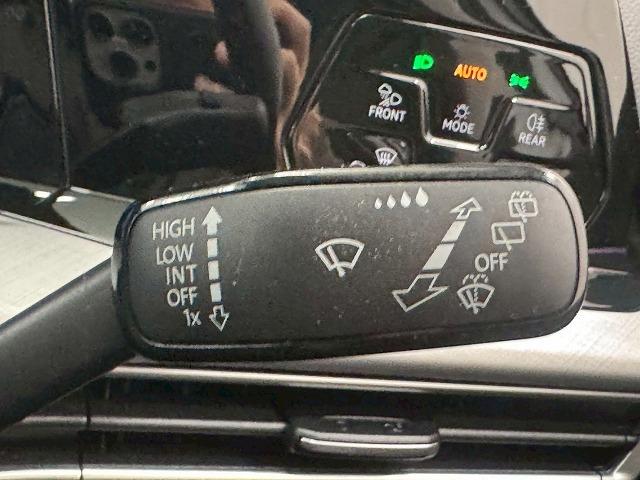 AUTO
FRONT
MODE
REAR
HIGH
LOW
INT
OFF
1x
OFF